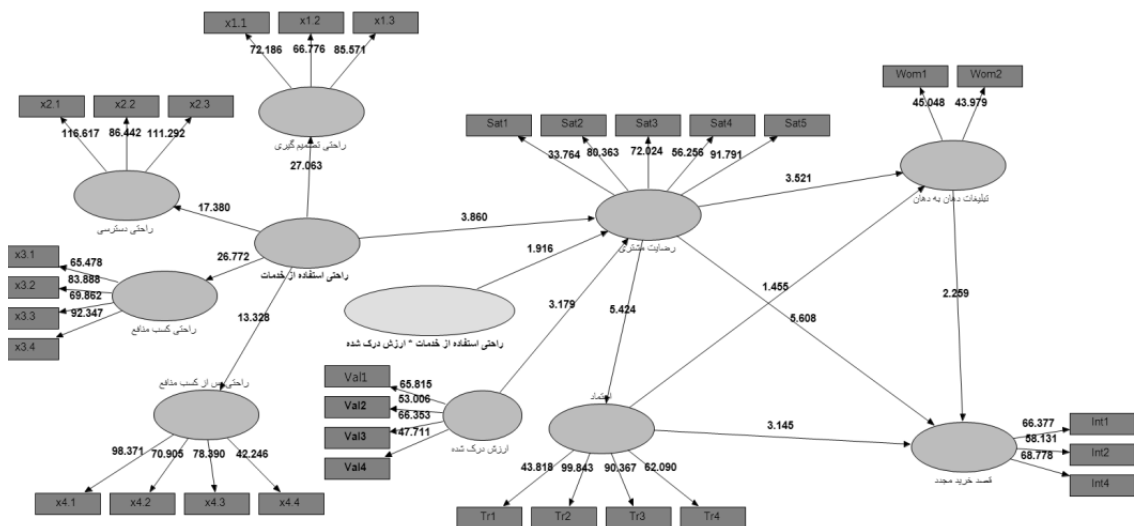 x1.1
x1.2
x1.3
72.186
66.776
85.571
راحتی تصمیم گیری
27.063
x2.1
x2.2
x2.3
116.617
86.442
111.292
راحتی دسترسی
17.380
راحتی استفاده از خدمات
x3.1
x3.2
x3.3
x3.4
65.478
83.888
69.862
92.347
راحتی کسب منافع
26.772
13.328
راحتی پس از کسب منافع
98.371
70.905
78.390
42.246
x4.1
x4.2
x4.3
x4.4
Sat1
Sat2
Sat3
Sat4
Sat5
33.764
80.363
72.024
56.256
91.791
رضایت مشتری
3.860
1.916
راحتی استفاده از خدمات * ارزش درک شده
3.179
Val1
Val2
Val3
Val4
65.815
53.006
66.353
47.711
ارزش درک شده
5.424
اعتماد
43.818
99.843
90.367
62.090
Tr1
Tr2
Tr3
Tr4
Wom1
Wom2
45.048
43.979
تبلیغات دهان به دهان
3.521
1.455
5.608
2.259
3.145
قصد خرید مجدد
66.377
58.131
68.778
Int1
Int2
Int4